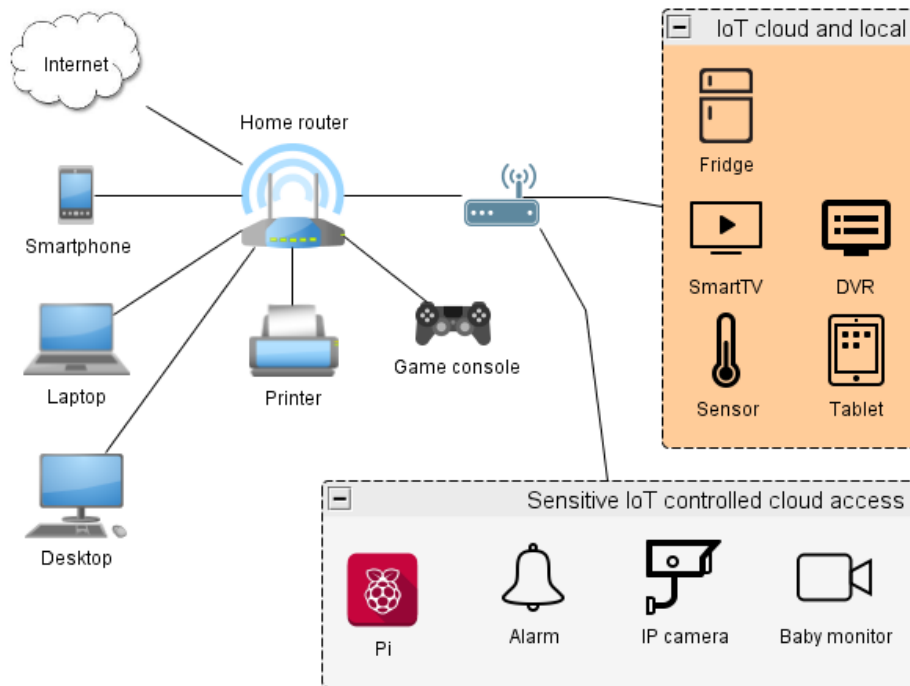 IoT cloud and local
Internet
Home router
Fridge
Smartphone
SmartTV
DVR
Laptop
Printer
Game console
Sensor
Tablet
Sensitive IoT controlled cloud access
Desktop
Pi
Alarm
IP camera
Baby monitor